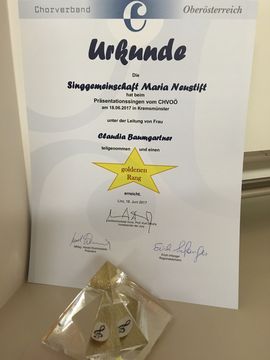 Chorverband Oberösterreich
Urkunde
Die
Singgemeinschaft Maria Neustift
hat beim
Präsentationssingen vom CHVOÖ
am 18.06.2017 in Kremsmünster
unter der Leitung von Frau
Claudia Baumgartner
teilgenommen und einen
goldenen
Rang
erreicht.
Linz, 18. Juni 2017